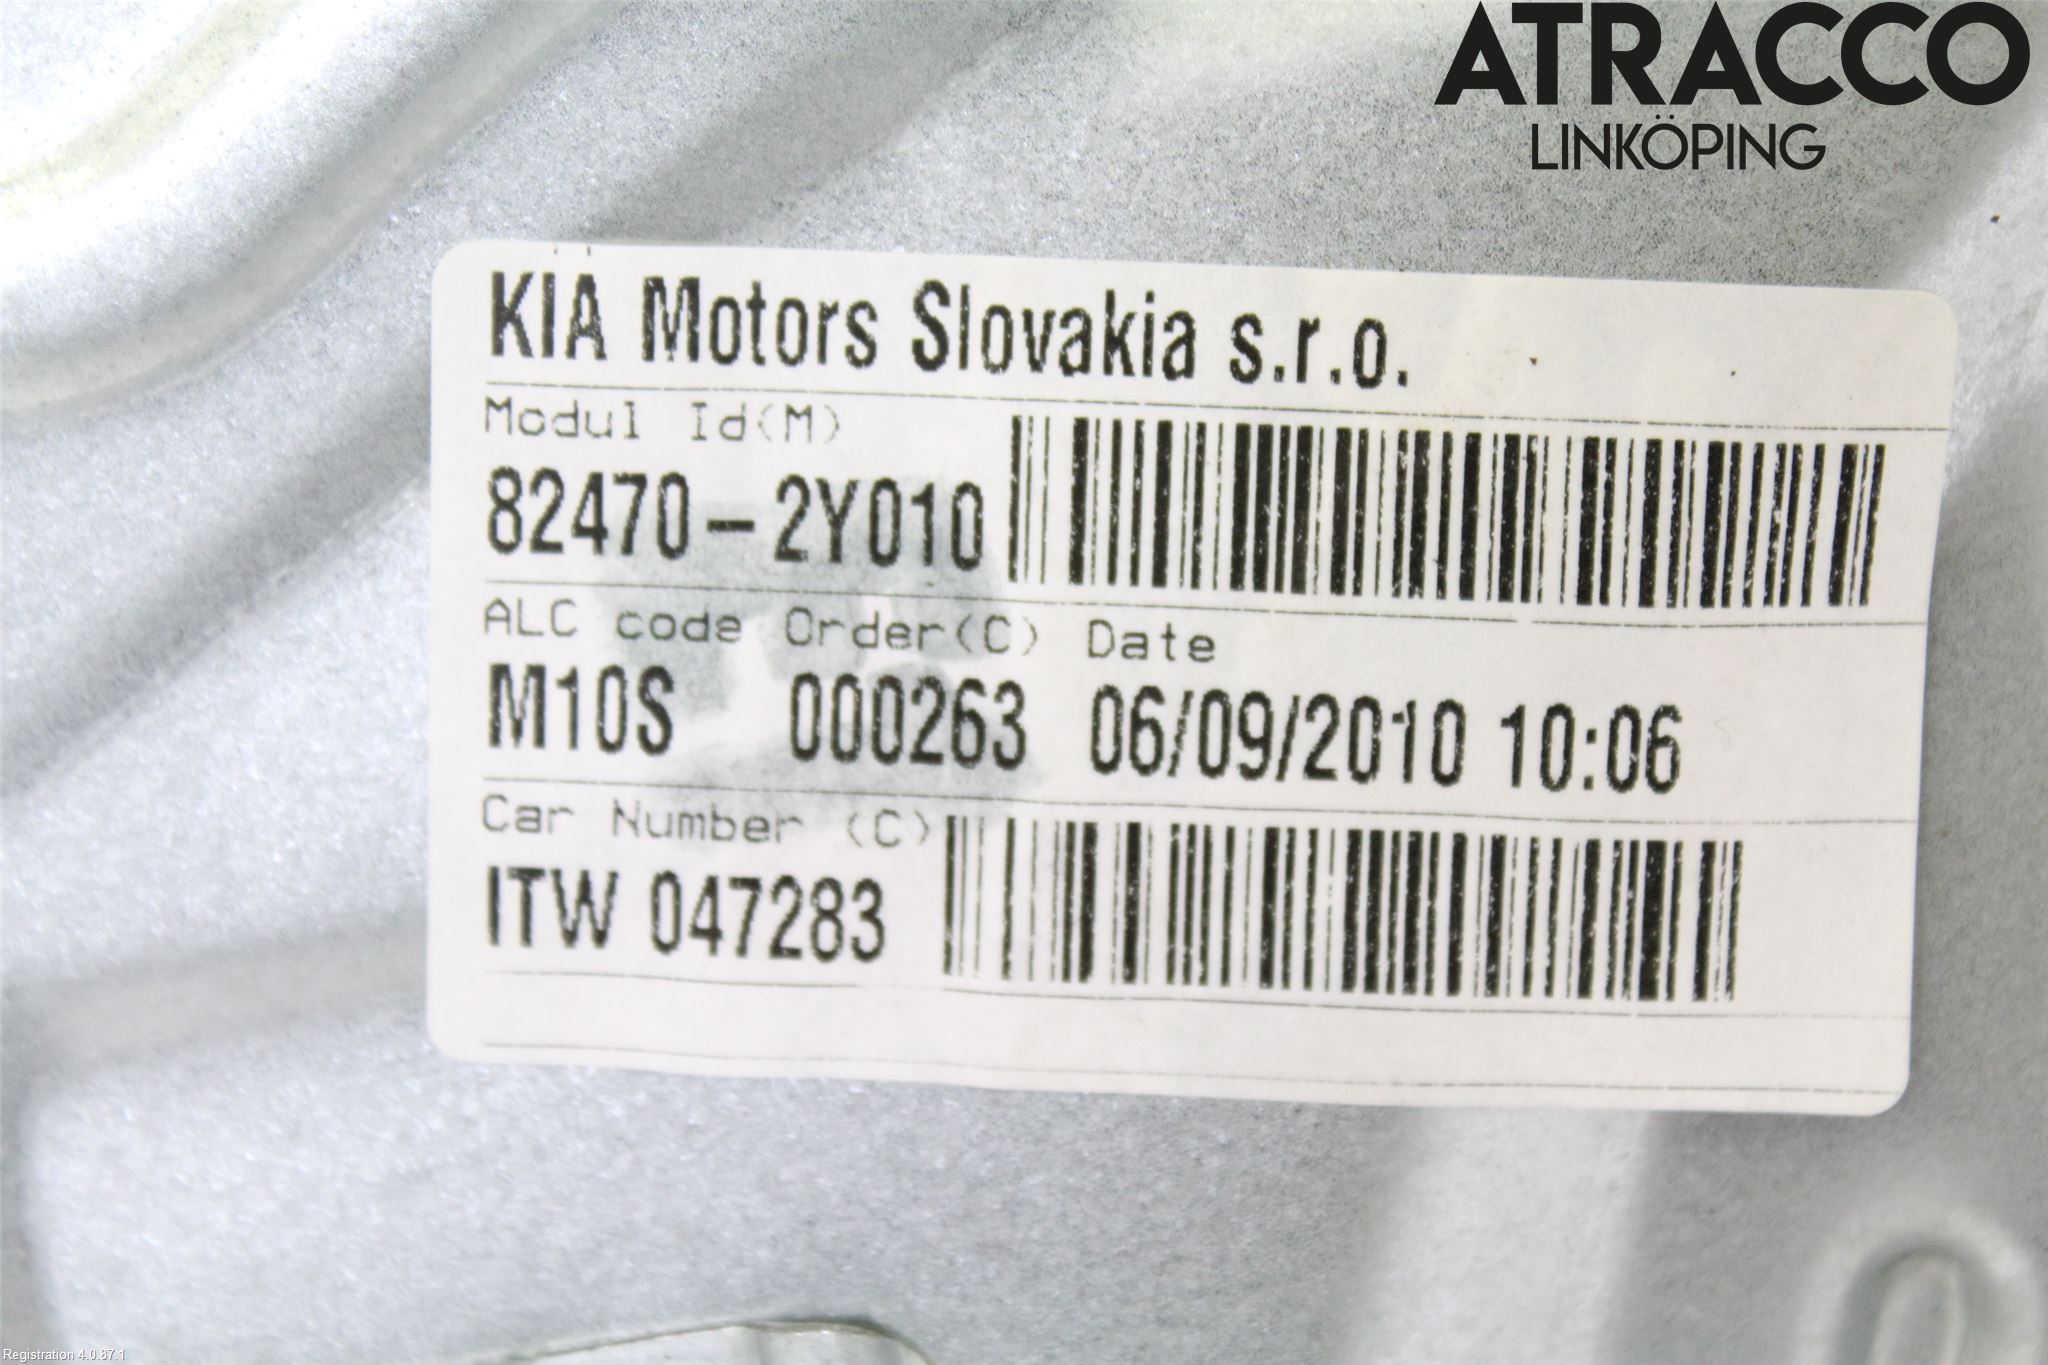 ATRACCO
LINKÖPING
KIA Motors Slovakia s.r.o.
Modul Id(M)
82470-2Y010
ALC code Order(C) Date
M10S 000263 06/09/2010 10:06
Car Number (C)
ITW 047283
Registration 4.0.87.1